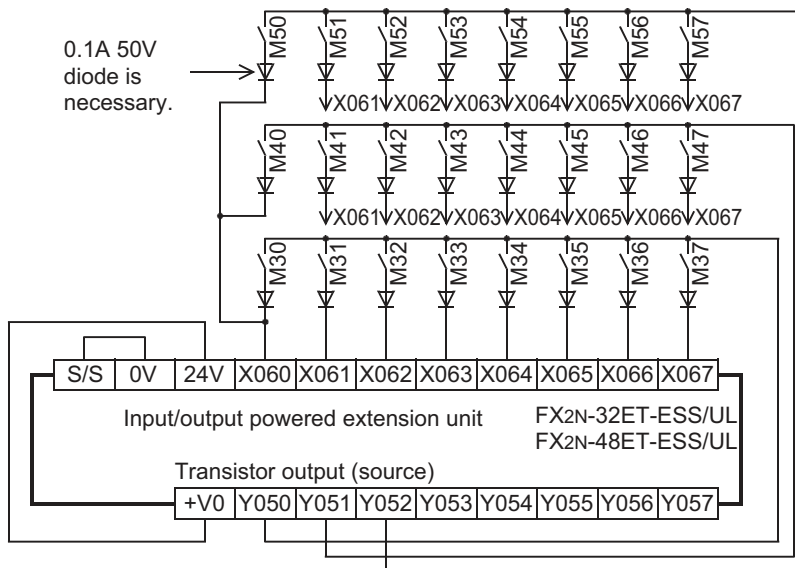 M50 M51 M52 M53 M54 M55 M56 M57
0.1A 50V
diode is
necessary.
X061 X062 X063 X064 X065 X066 X067
M40 M41 M42 M43 M44 M45 M46 M47
X061 X062 X063 X064 X065 X066 X067
M30 M31 M32 M33 M34 M35 M36 M37
S/S 0V 24V X060 X061 X062 X063 X064 X065 X066 X067
Input/output powered extension unit FX2N-32ET-ESS/UL
FX2N-48ET-ESS/UL
Transistor output (source)
+V0 Y050 Y051 Y052 Y053 Y054 Y055 Y056 Y057